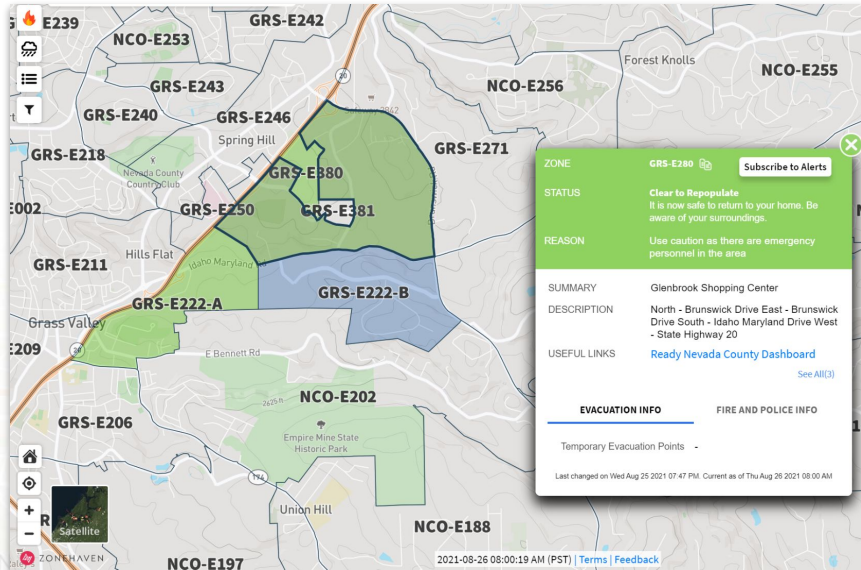 E239
GRS-E242
NCO-E253
20
Forest Knolls
NCO-E255
GRS-E243
NCO-E256
GRS-E240
GRS-E246
2862
Spring Hill
GRS-E218
Nevada County
Country Club
GRS-E271
GRS-E380
E002
GRS-E250
GRS-E381
Hills Flat
GRS-E211
Idaho Maryland Rd
GRS-E222-A
GRS-E222-B
Grass Valley
E209
20
E Bennett Rd
NCO-E202
2625 ft
GRS-E206
Empire Mine State
Historic Park
174
Union Hill
NCO-E188
NCO-E197
+
−
Satellite
ZONEHAVEN
2021-08-26 08:00:19 AM (PST) | Terms | Feedback
ZONE GRS-E280 Subscribe to Alerts
STATUS Clear to Repopulate
It is now safe to return to your home. Be
aware of your surroundings.
REASON Use caution as there are emergency
personnel in the area
SUMMARY Glenbrook Shopping Center
DESCRIPTION North - Brunswick Drive East - Brunswick
Drive South - Idaho Maryland Drive West
- State Highway 20
USEFUL LINKS Ready Nevada County Dashboard
See All(3)
EVACUATION INFO FIRE AND POLICE INFO
Temporary Evacuation Points -
Last changed on Wed Aug 25 2021 07:47 PM. Current as of Thu Aug 26 2021 08:00 AM